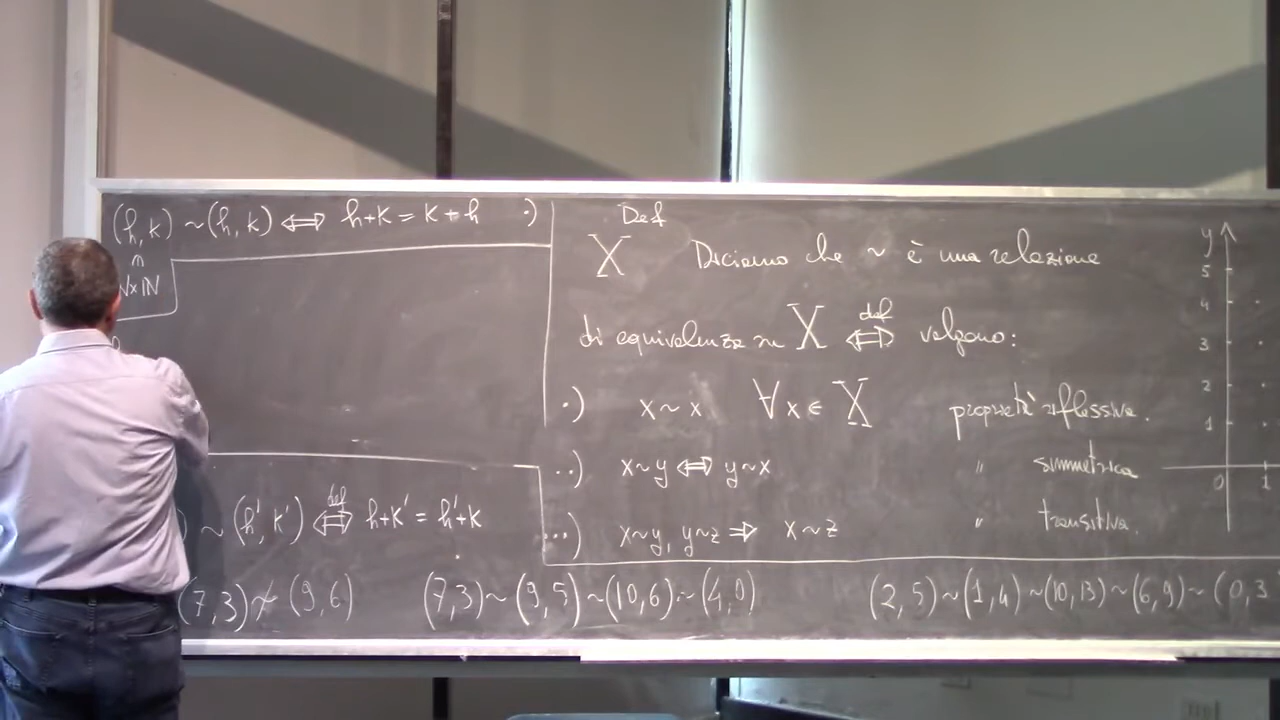 (h, k) ~ (h, k) ⟺ h+k = k+h •)
∩
N×N
~ (h', k') ⟺def h+k' = h'+k
(7,3) ≁ (9,6)
(7,3) ~ (9,5) ~ (10,6) ~ (4,0)
(2,5) ~ (1,4) ~ (10,13) ~ (6,9) ~ (0,3
Def
X Diciamo che ~ è una relazione
di equivalenza su X ⟺def valgono:
•) x~x ∀x∈X proprietà riflessiva.
••) x~y ⟺ y~x " simmetrica
•••) x~y, y~z ⟹ x~z " transitiva.
y
5
4
3
2
1
0 1